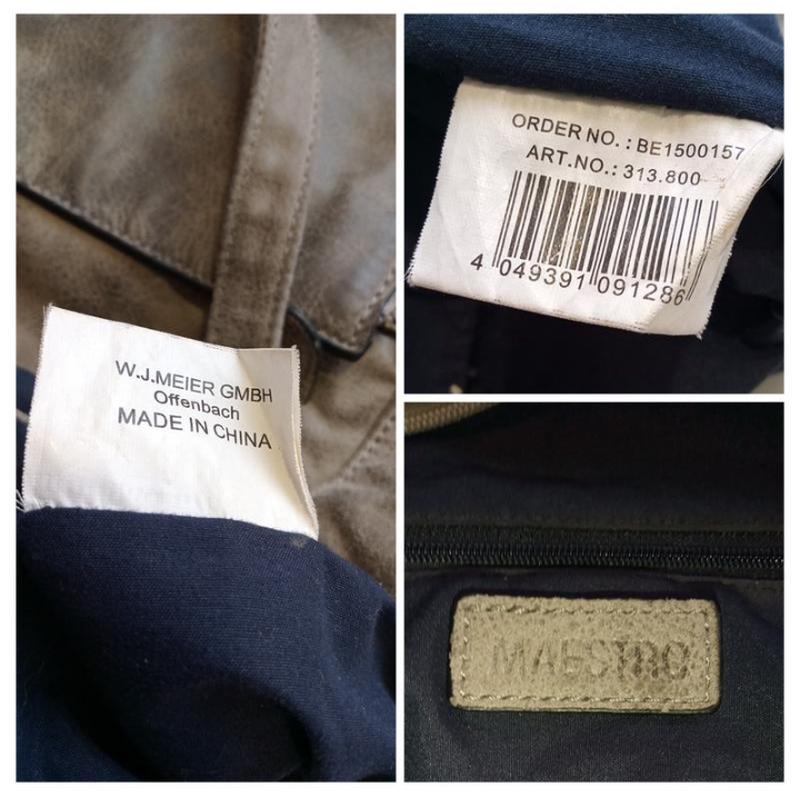 W.J.MEIER GMBH
Offenbach
MADE IN CHINA
ORDER NO. : BE1500157
ART.NO.: 313.800
4 049391 091286
MAESTRO